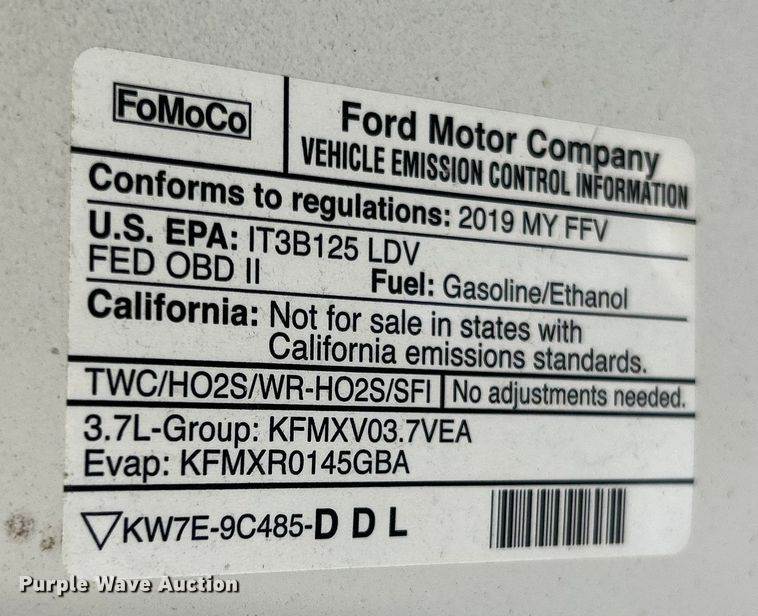 FoMoCo
Ford Motor Company
VEHICLE EMISSION CONTROL INFORMATION
Conforms to regulations: 2019 MY FFV
U.S. EPA: IT3B125 LDV
FED OBD II Fuel: Gasoline/Ethanol
California: Not for sale in states with
California emissions standards.
TWC/HO2S/WR-HO2S/SFI No adjustments needed.
3.7L-Group: KFMXV03.7VEA
Evap: KFMXR0145GBA
KW7E-9C485-D D L
Purple Wave Auction